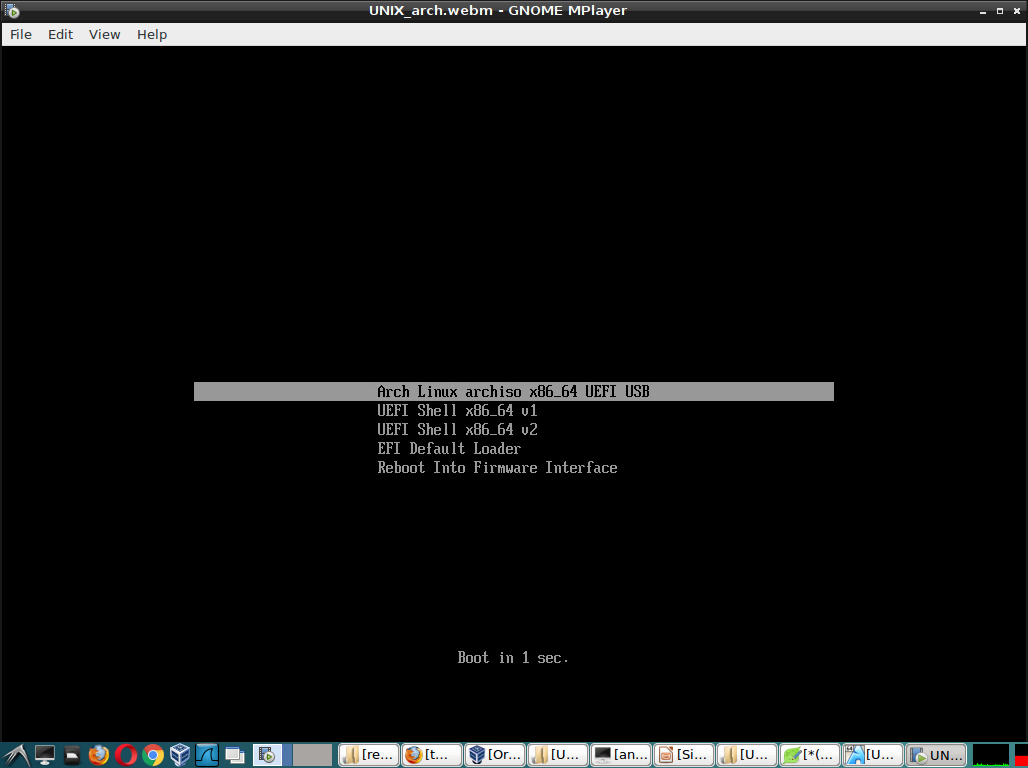 UNIX_arch.webm - GNOME MPlayer
File Edit View Help
Arch Linux archiso x86_64 UEFI USB
UEFI Shell x86_64 v1
UEFI Shell x86_64 v2
EFI Default Loader
Reboot Into Firmware Interface
Boot in 1 sec.
[re... [t... [Or... [U... [an... [Si... [U... [*(... [U... UN...